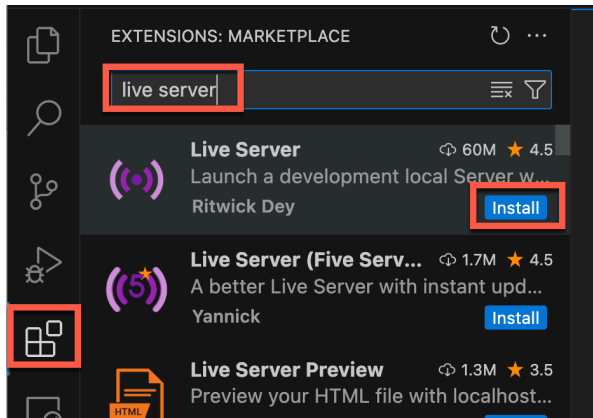 EXTENSIONS: MARKETPLACE
live server
Live Server 60M 4.5
Launch a development local Server w...
Ritwick Dey Install
Live Server (Five Serv... 1.7M 4.5
5
A better Live Server with instant upd...
Yannick Install
Live Server Preview 1.3M 3.5
Preview your HTML file with localhost...
HTML